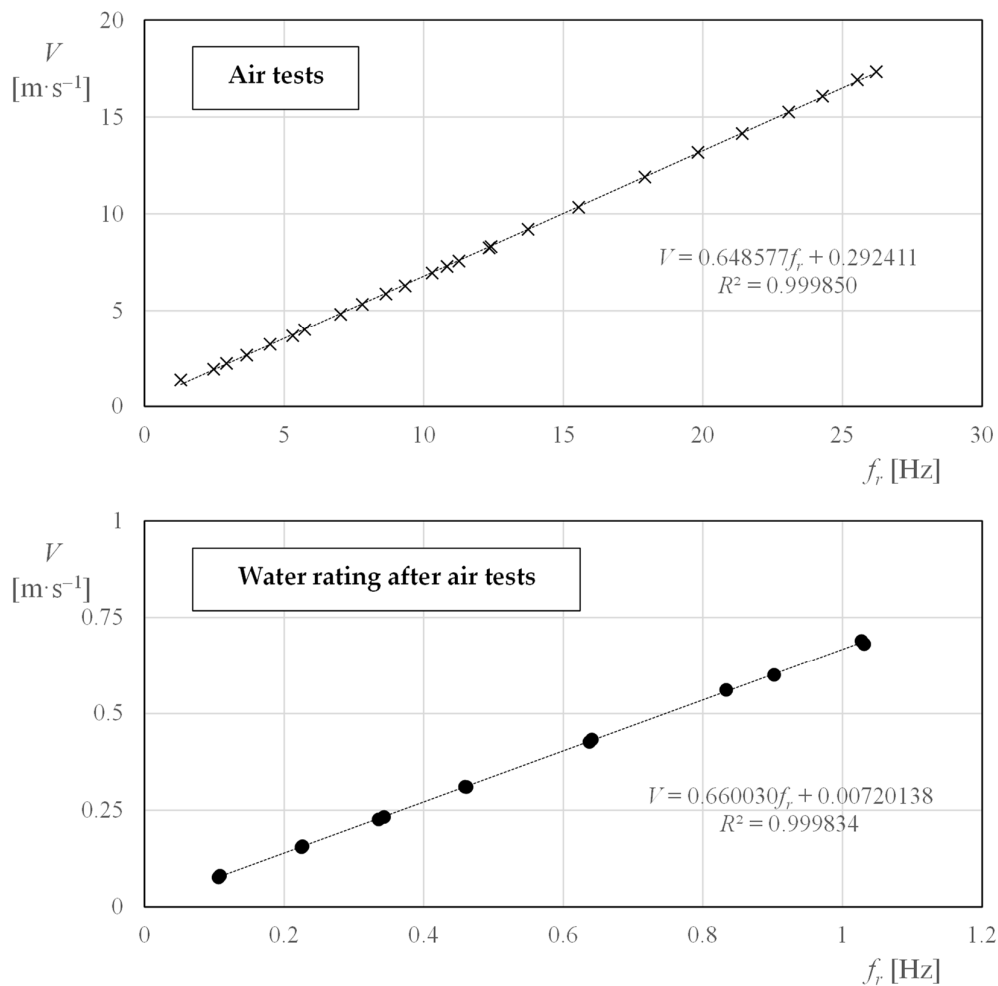 20
V
[m·s⁻¹]
Air tests
15
10
V = 0.648577fᵣ + 0.292411
R² = 0.999850
5
0
0 5 10 15 20 25 30
fᵣ [Hz]
1
V
[m·s⁻¹]
Water rating after air tests
0.75
0.5
0.25
V = 0.660030fᵣ + 0.00720138
R² = 0.999834
0
0 0.2 0.4 0.6 0.8 1 1.2
fᵣ [Hz]